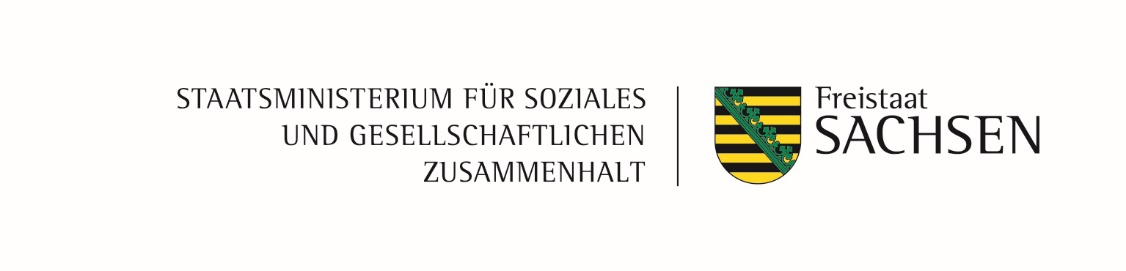 STAATSMINISTERIUM FÜR SOZIALES
UND GESELLSCHAFTLICHEN
ZUSAMMENHALT
Freistaat
SACHSEN